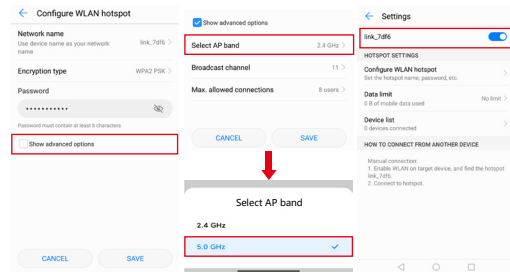 Configure WLAN hotspot
Network name
Use device name as your network
name
link_7df6
Encryption type
WPA2 PSK
Password
•••••••••••
Password must contain at least 8 characters
Show advanced options
CANCEL
SAVE
Show advanced options
Select AP band
2.4 GHz
Broadcast channel
11
Max. allowed connections
8 users
CANCEL
SAVE
Select AP band
2.4 GHz
5.0 GHz
Settings
link_7df6
HOTSPOT SETTINGS
Configure WLAN hotspot
Set the hotspot name, password, etc.
Data limit
0 B of mobile data used
No limit
Device list
0 devices connected
HOW TO CONNECT FROM ANOTHER DEVICE
Manual connection:
1. Enable WLAN on target device, and find the hotspot
link_7df6.
2. Connect to hotspot.